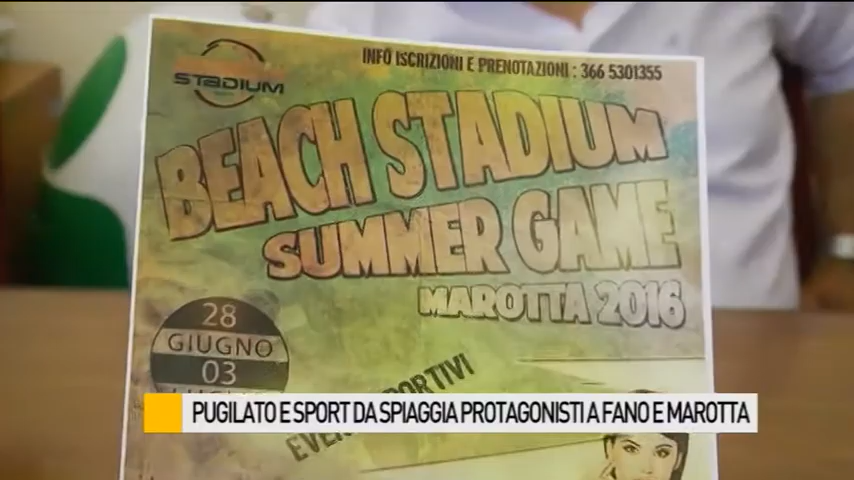 INFO ISCRIZIONI E PRENOTAZIONI : 366 5301355
STADIUM
BEACH STADIUM
SUMMER GAME
MAROTTA 2016
28
GIUGNO
03
PUGILATO E SPORT DA SPIAGGIA PROTAGONISTI A FANO E MAROTTA